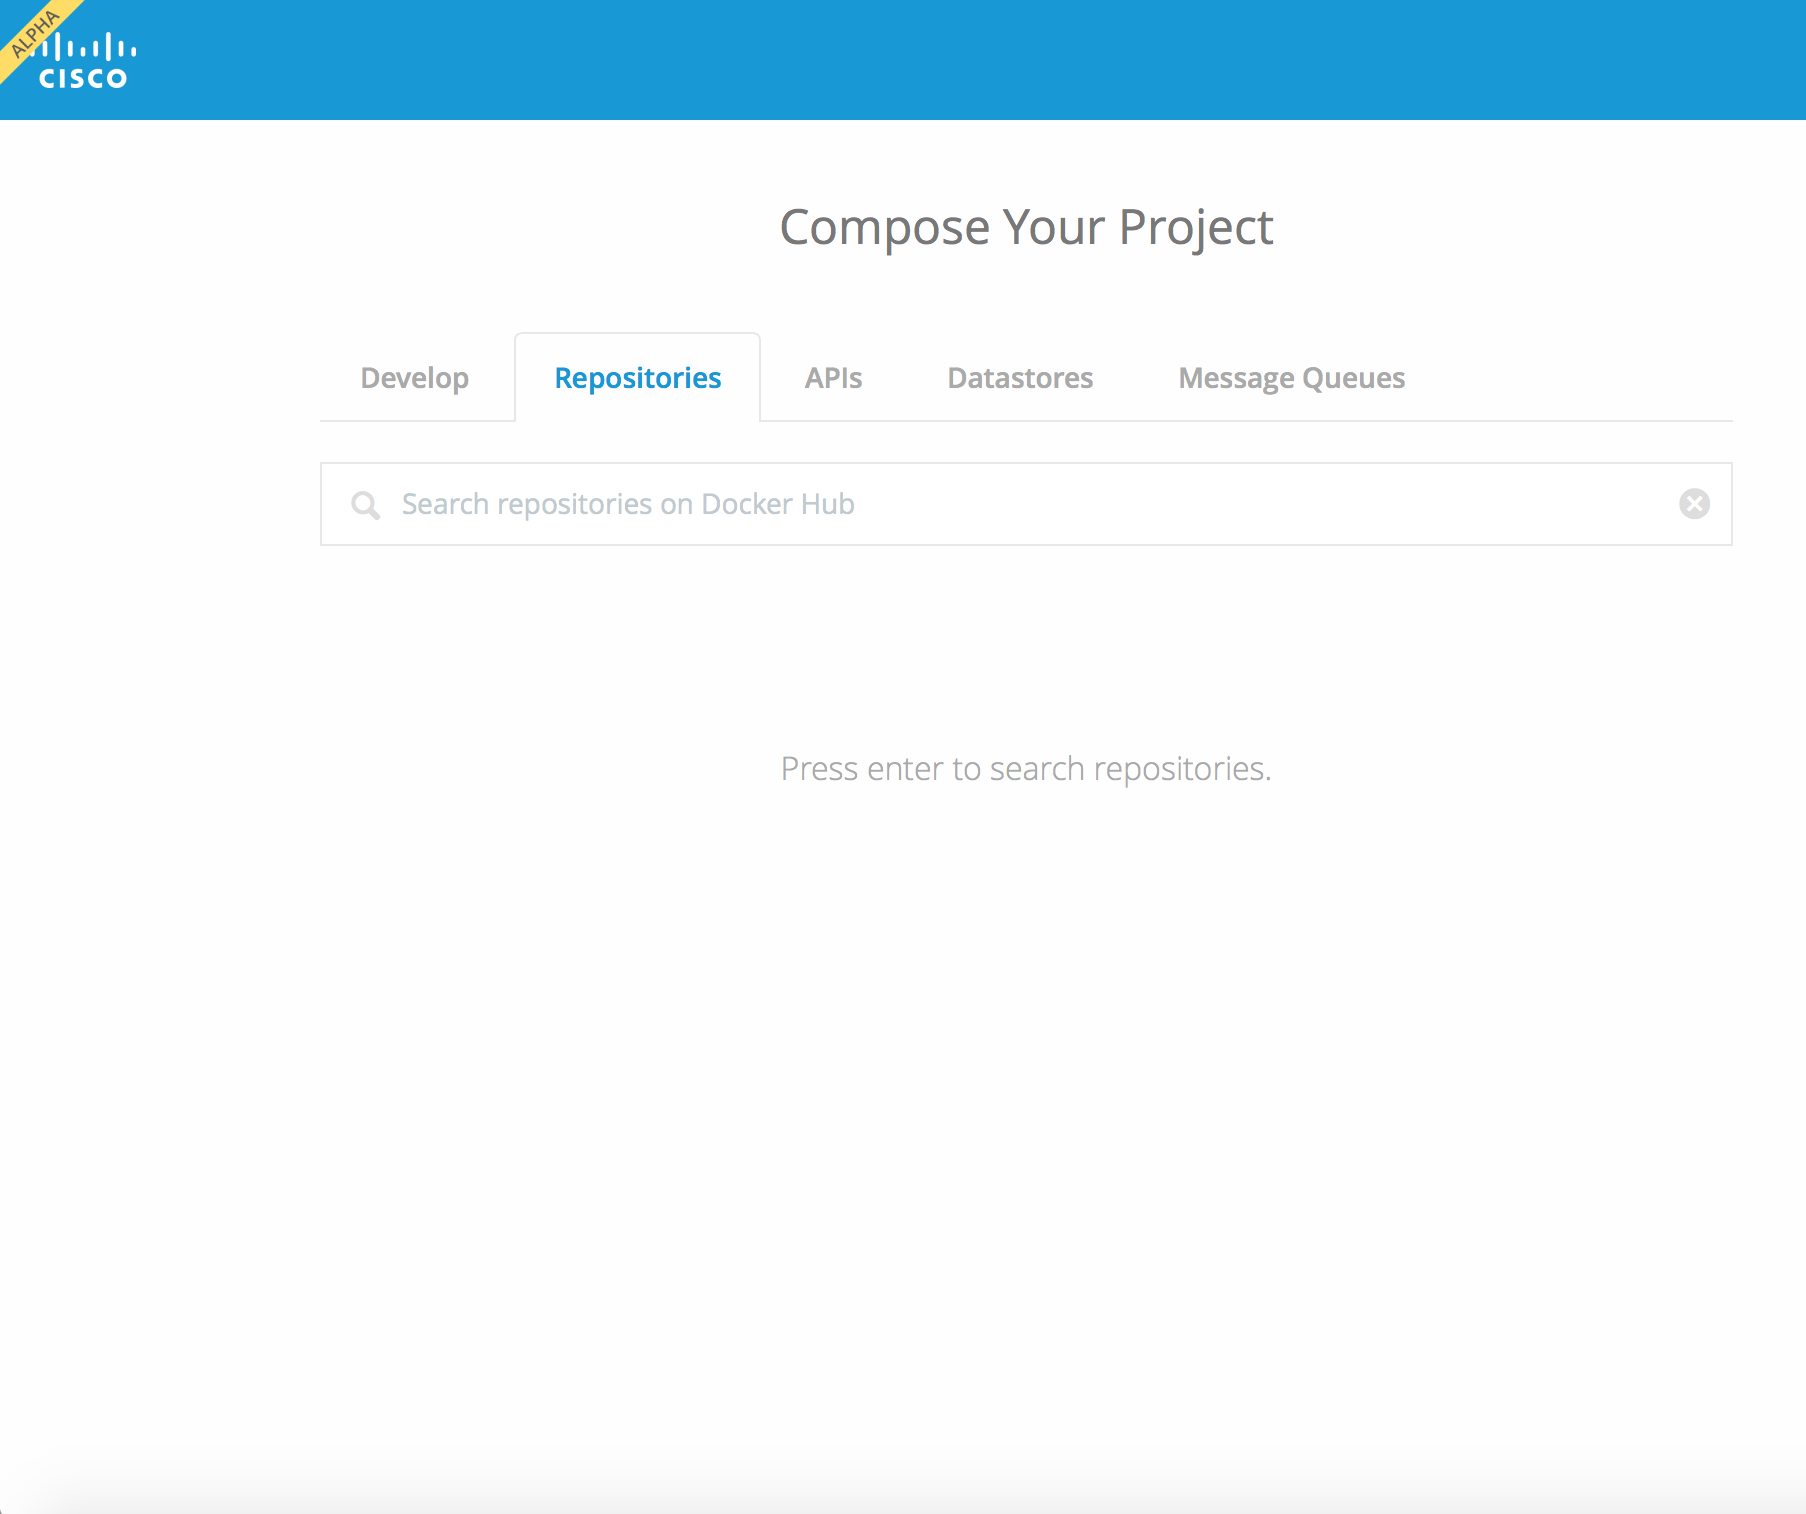 ALPHA
CISCO
Compose Your Project
Develop
Repositories
APIs
Datastores
Message Queues
Search repositories on Docker Hub
Press enter to search repositories.